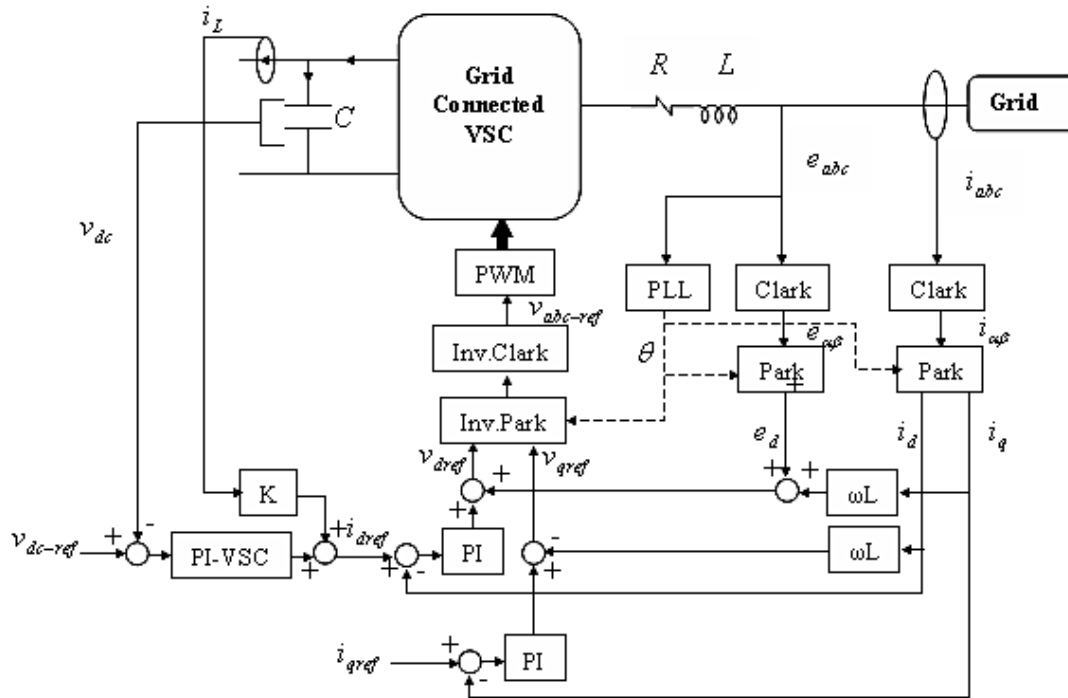 i_L
Grid
Connected
VSC
R L
Grid
C
e_abc
i_abc
v_dc
PWM
PLL
Clark
Clark
v_abc-ref
Inv.Clark
θ
e_αβ
i_αβ
Park
+
Park
Inv.Park
v_dref
v_qref
e_d
i_d
i_q
+
+
+
ωL
K
+
-
+
i_dref
+
-
ωL
v_dc-ref
+
-
PI-VSC
+
+
-
PI
+
i_qref
+
-
PI